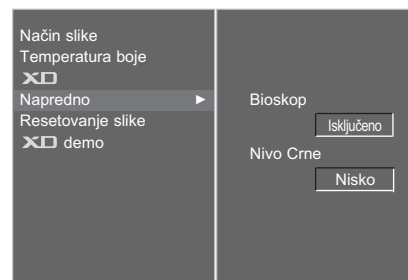 Način slike
Temperatura boje
XD
Napredno ►
Resetovanje slike
XD demo
Bioskop
Isključeno
Nivo Crne
Nisko